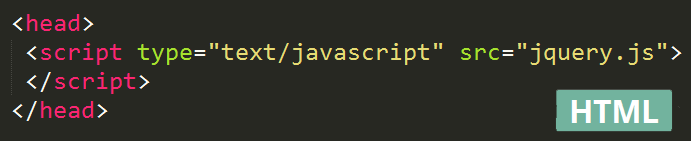 <head>
<script type="text/javascript" src="jquery.js">
</script>
</head>
HTML